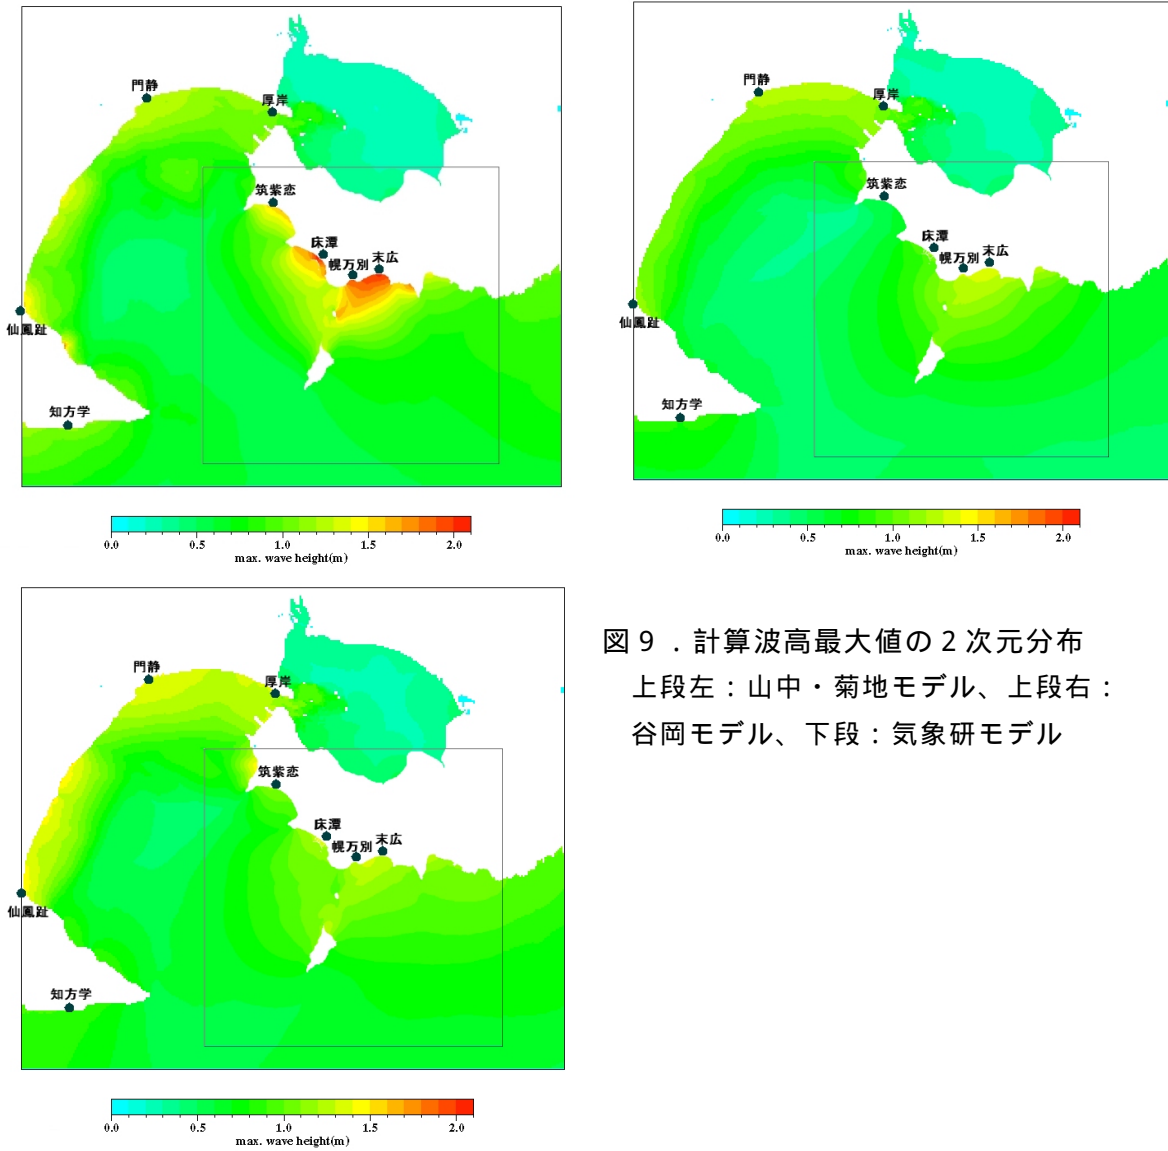 門静
厚岸
筑紫恋
床潭
幌万別 末広
仙鳳趾
知方学
0.0 0.5 1.0 1.5 2.0
max. wave height(m)
門静
厚岸
筑紫恋
床潭
幌万別 末広
仙鳳趾
知方学
0.0 0.5 1.0 1.5 2.0
max. wave height(m)
門静
厚岸
筑紫恋
床潭
幌万別 末広
仙鳳趾
知方学
0.0 0.5 1.0 1.5 2.0
max. wave height(m)
図9．計算波高最大値の2次元分布
上段左：山中・菊地モデル、上段右：
谷岡モデル、下段：気象研モデル